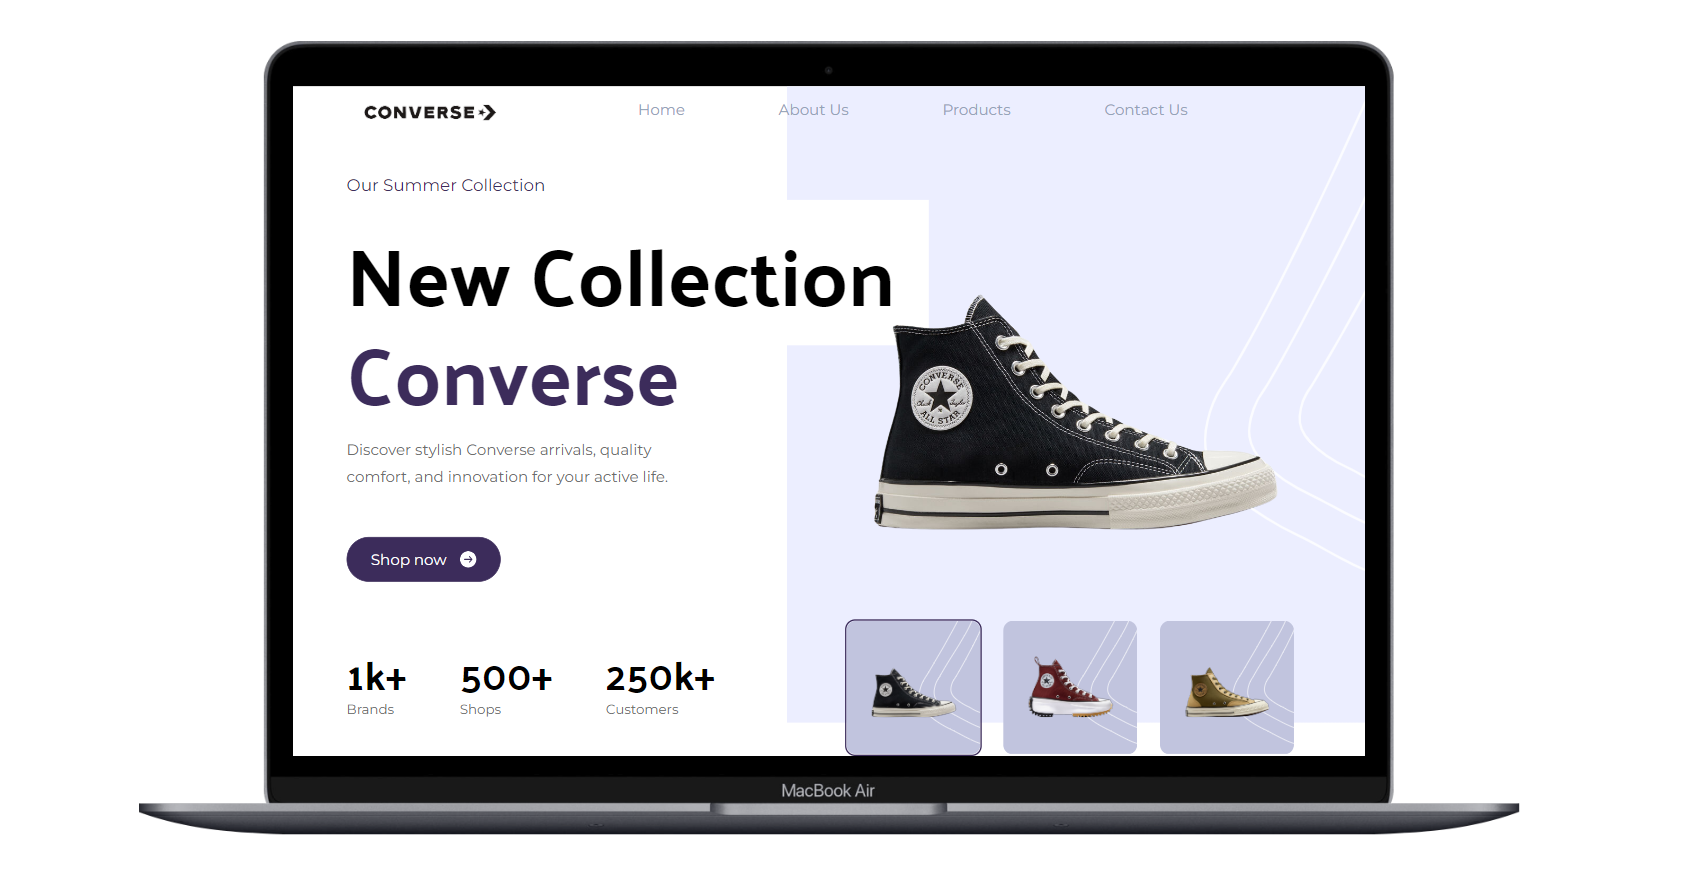 CONVERSE
Home
About Us
Products
Contact Us
Our Summer Collection
New Collection
Converse
Discover stylish Converse arrivals, quality
comfort, and innovation for your active life.
Shop now
1k+
500+
250k+
Brands
Shops
Customers
CONVERSE
Chuck Taylor
ALL STAR
MacBook Air